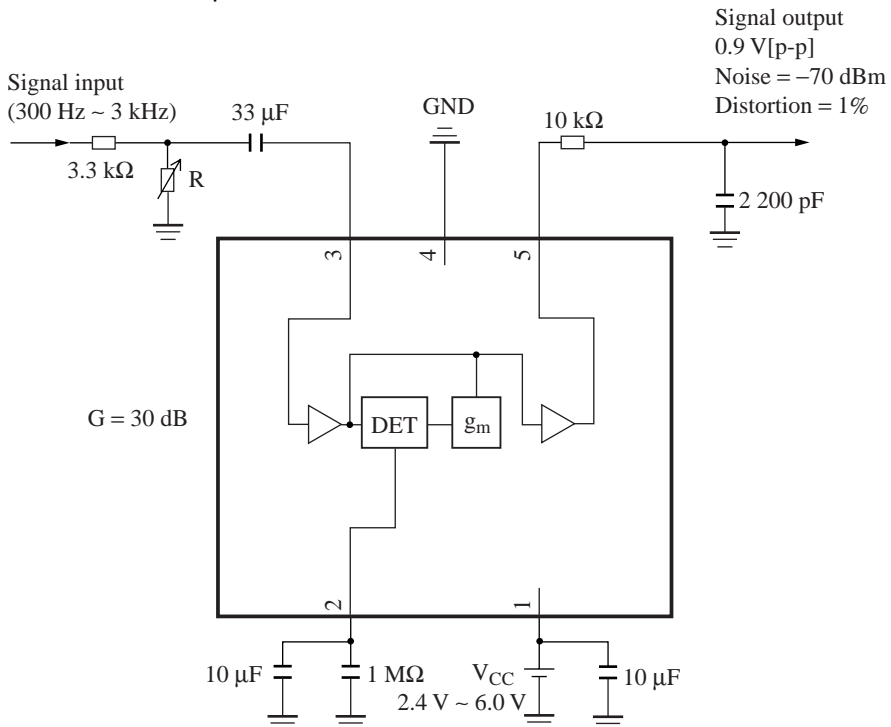 Signal output
0.9 V[p-p]
Noise = −70 dBm
Distortion = 1%
Signal input
(300 Hz ~ 3 kHz)
33 μF
GND
10 kΩ
3.3 kΩ
R
2 200 pF
3
4
5
G = 30 dB
DET
gm
2
1
10 μF
1 MΩ
VCC
2.4 V ~ 6.0 V
10 μF